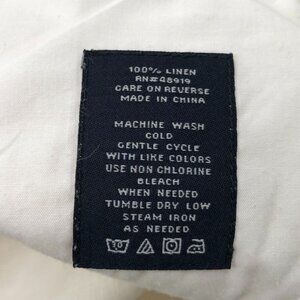 100% LINEN
RN#48919
CARE ON REVERSE
MADE IN CHINA
MACHINE WASH
COLD
GENTLE CYCLE
WITH LIKE COLORS
USE NON CHLORINE
BLEACH
WHEN NEEDED
TUMBLE DRY LOW
STEAM IRON
AS NEEDED